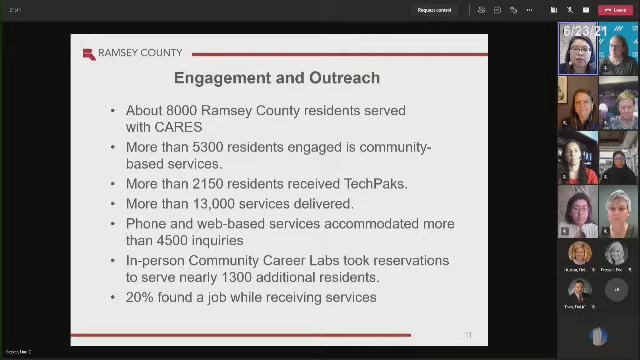 21:41
Request control
Leave
6/23/21
RAMSEY COUNTY
Engagement and Outreach
• About 8000 Ramsey County residents served
with CARES
• More than 5300 residents engaged is community-
based services.
• More than 2150 residents received TechPaks.
• More than 13,000 services delivered.
• Phone and web-based services accommodated more
than 4500 inquiries
• In-person Community Career Labs took reservations
to serve nearly 1300 additional residents.
• 20% found a job while receiving services
11